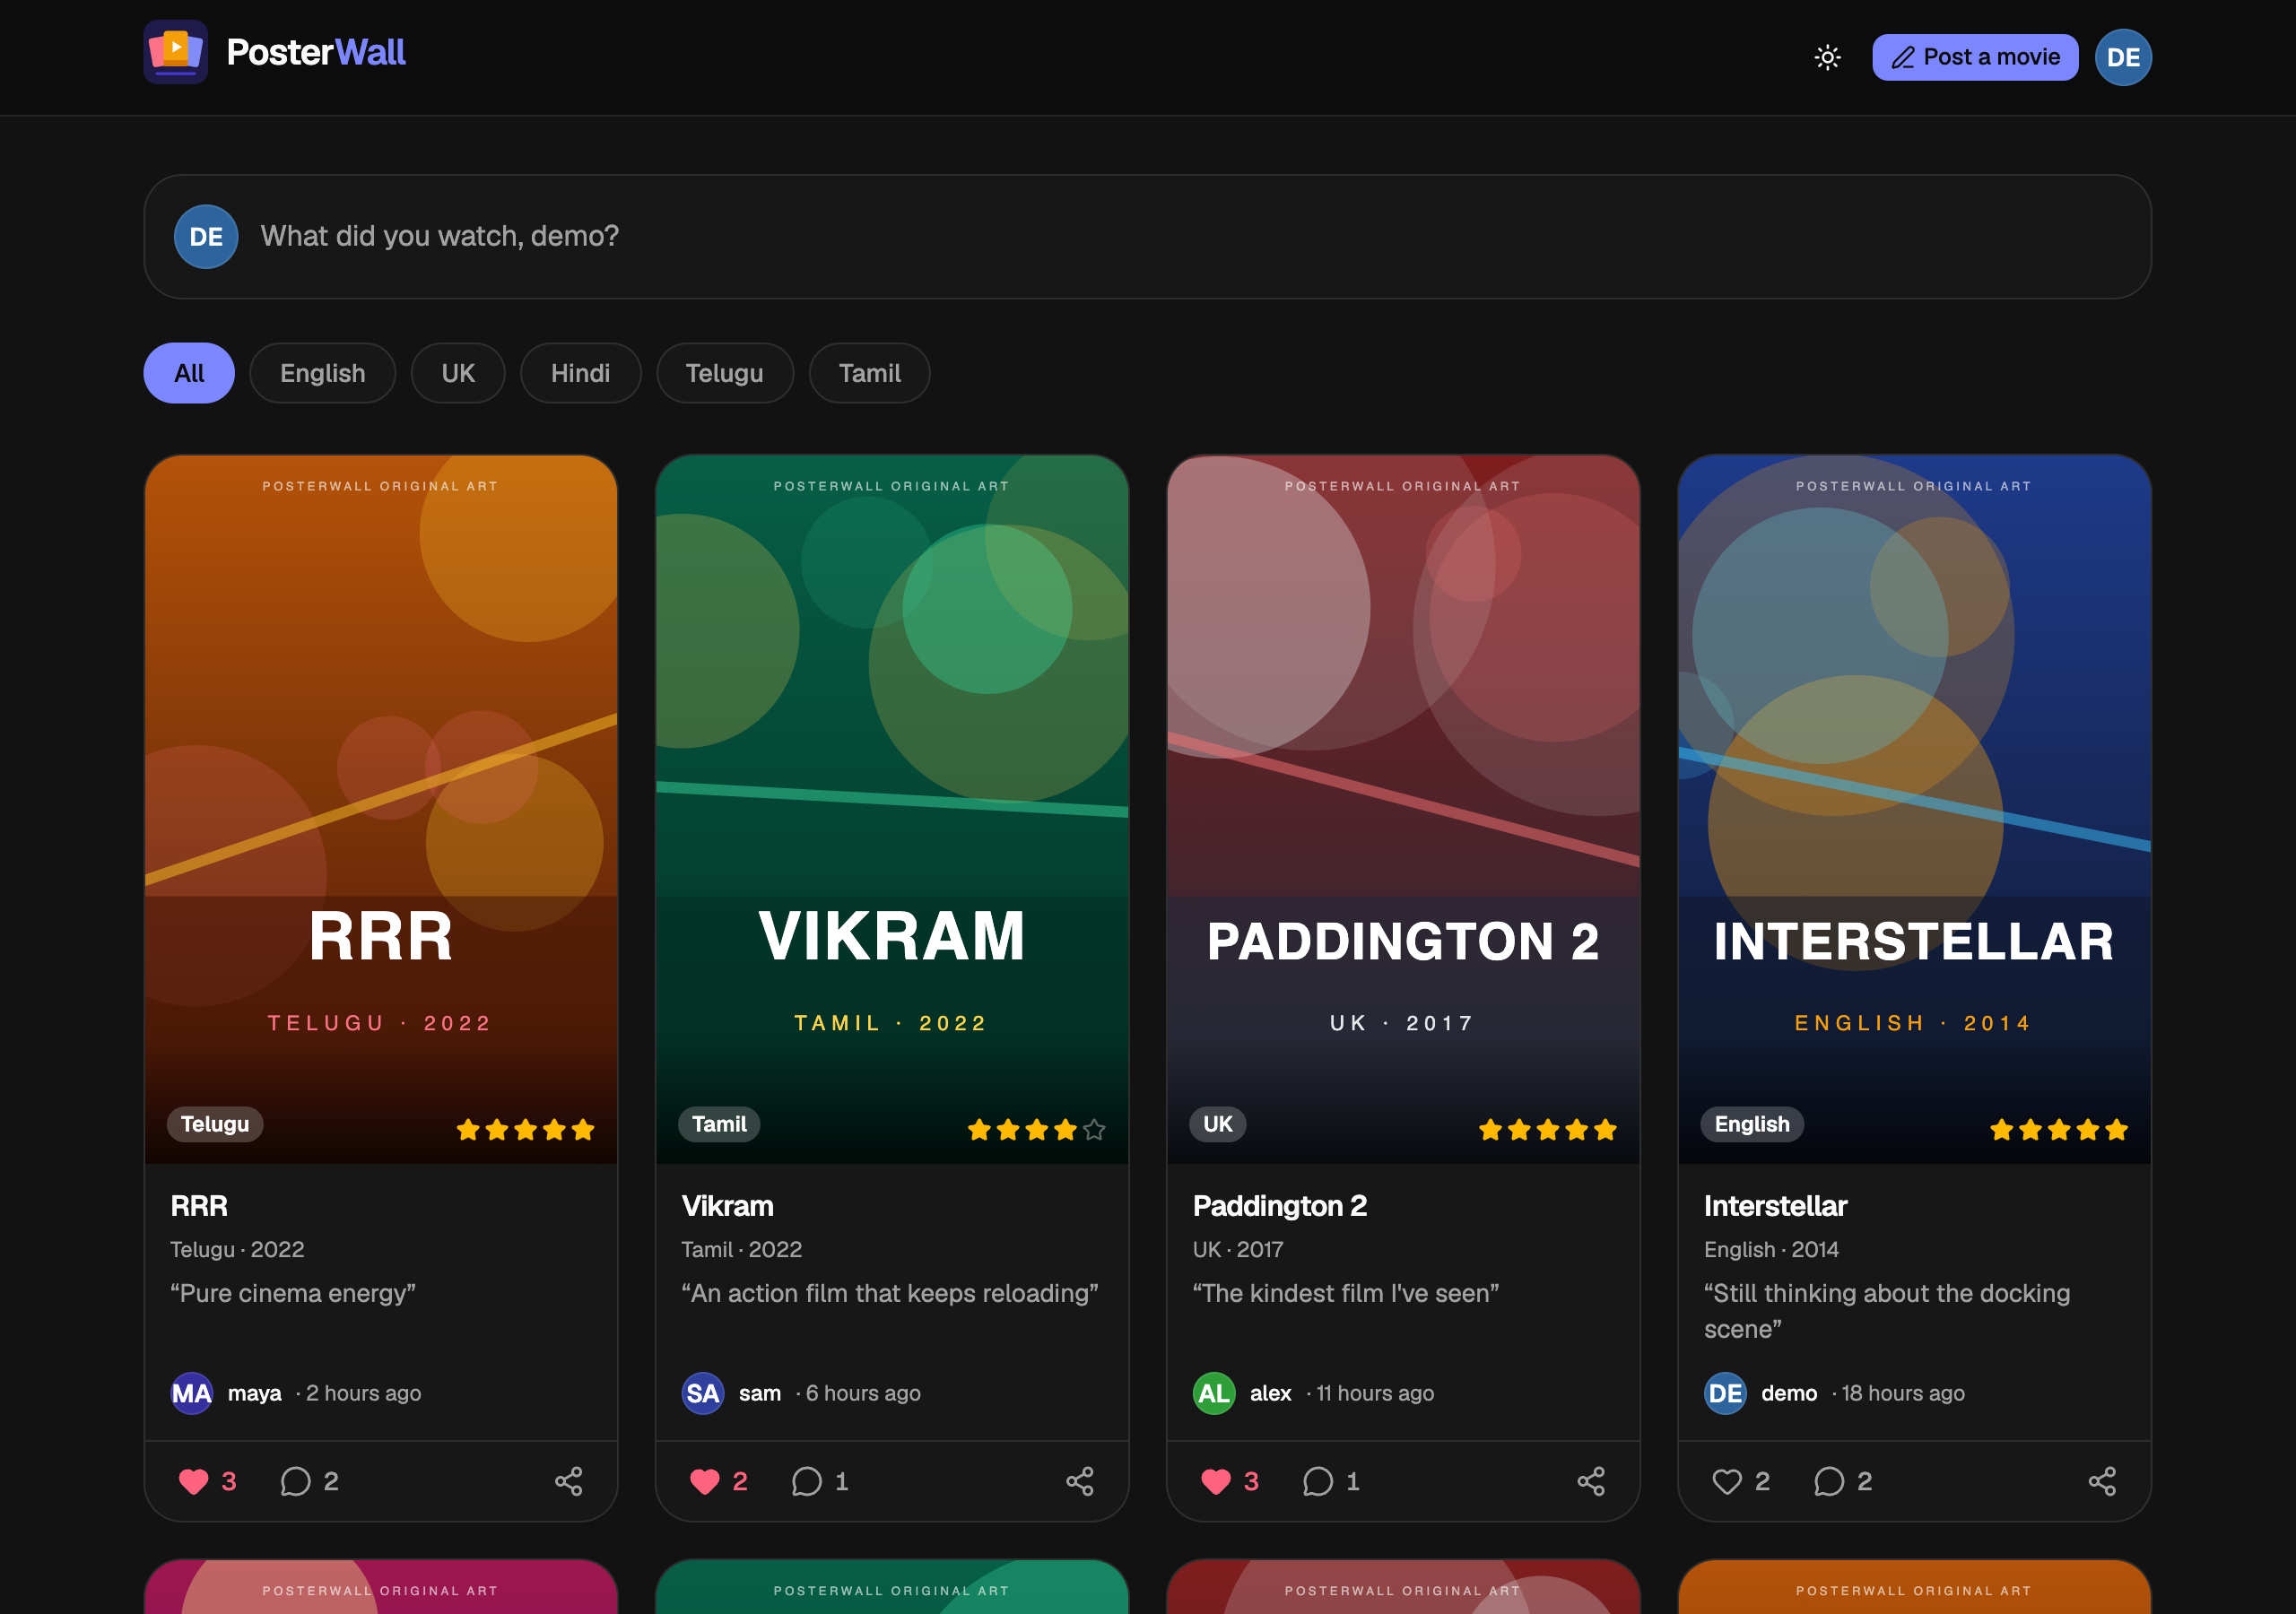 PosterWall
Post a movie
DE
DE
What did you watch, demo?
All
English
UK
Hindi
Telugu
Tamil
POSTERWALL ORIGINAL ART
RRR
TELUGU · 2022
Telugu
RRR
Telugu · 2022
“Pure cinema energy”
MA
maya · 2 hours ago
3
2
POSTERWALL ORIGINAL ART
VIKRAM
TAMIL · 2022
Tamil
Vikram
Tamil · 2022
“An action film that keeps reloading”
SA
sam · 6 hours ago
2
1
POSTERWALL ORIGINAL ART
PADDINGTON 2
UK · 2017
UK
Paddington 2
UK · 2017
“The kindest film I've seen”
AL
alex · 11 hours ago
3
1
POSTERWALL ORIGINAL ART
INTERSTELLAR
ENGLISH · 2014
English
Interstellar
English · 2014
“Still thinking about the docking
scene”
DE
demo · 18 hours ago
2
2
POSTERWALL ORIGINAL ART
POSTERWALL ORIGINAL ART
POSTERWALL ORIGINAL ART
POSTERWALL ORIGINAL ART